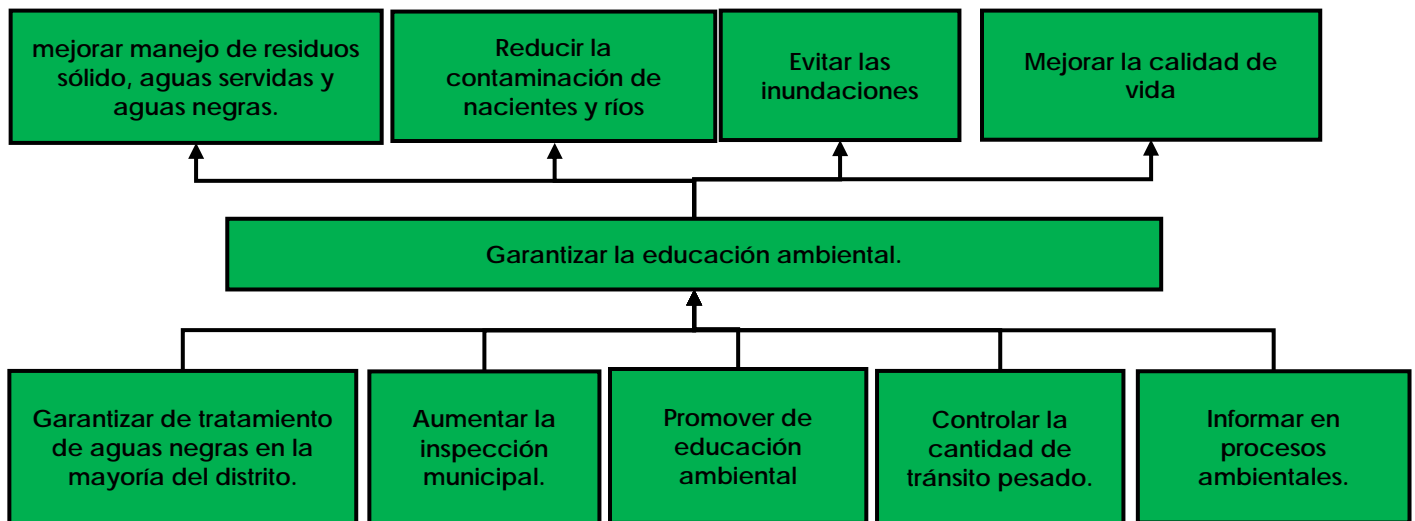 mejorar manejo de residuos
sólido, aguas servidas y
aguas negras.
Reducir la
contaminación de
nacientes y ríos
Evitar las
inundaciones
Mejorar la calidad de
vida
Garantizar la educación ambiental.
Garantizar de tratamiento
de aguas negras en la
mayoría del distrito.
Aumentar la
inspección
municipal.
Promover de
educación
ambiental
Controlar la
cantidad de
tránsito pesado.
Informar en
procesos
ambientales.